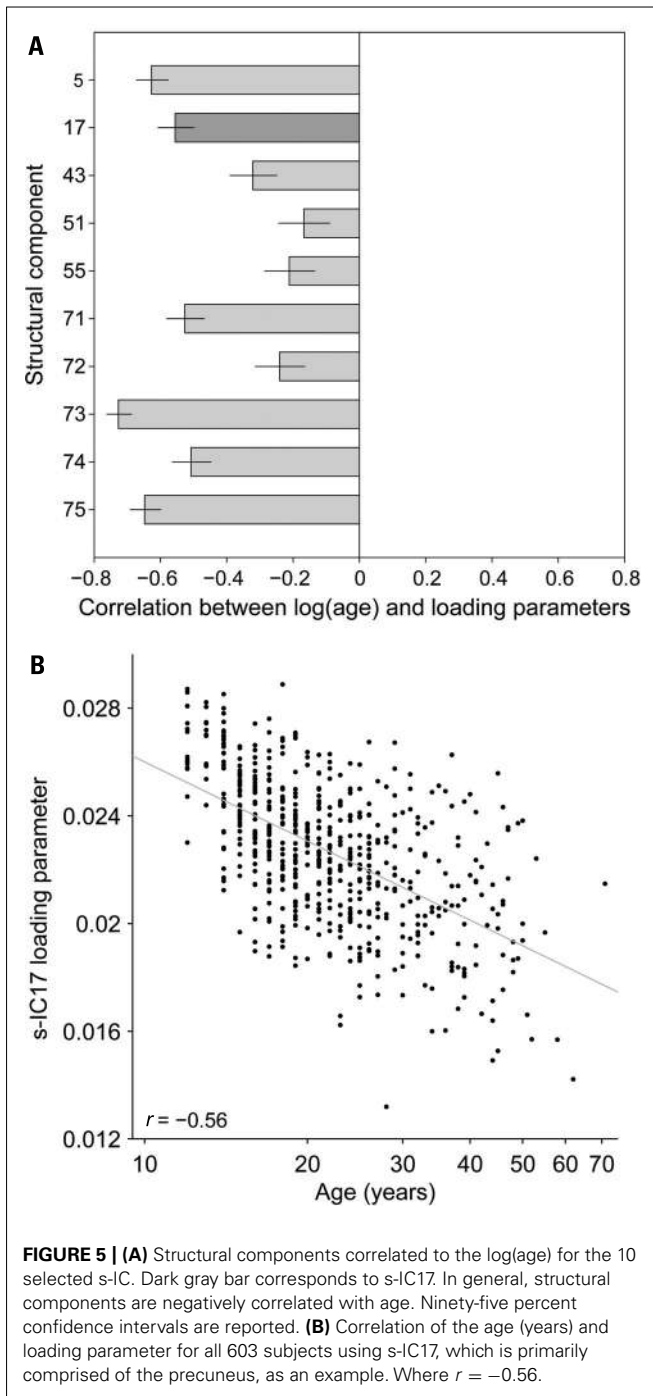 A
5
17
43
51
55
71
72
73
74
75
Structural component
−0.8 −0.6 −0.4 −0.2 0 0.2 0.4 0.6 0.8
Correlation between log(age) and loading parameters
B
0.028
0.024
0.02
0.016
0.012
s-IC17 loading parameter
r = −0.56
10 20 30 40 50 60 70
Age (years)
FIGURE 5 | (A) Structural components correlated to the log(age) for the 10
selected s-IC. Dark gray bar corresponds to s-IC17. In general, structural
components are negatively correlated with age. Ninety-five percent
confidence intervals are reported. (B) Correlation of the age (years) and
loading parameter for all 603 subjects using s-IC17, which is primarily
comprised of the precuneus, as an example. Where r = −0.56.